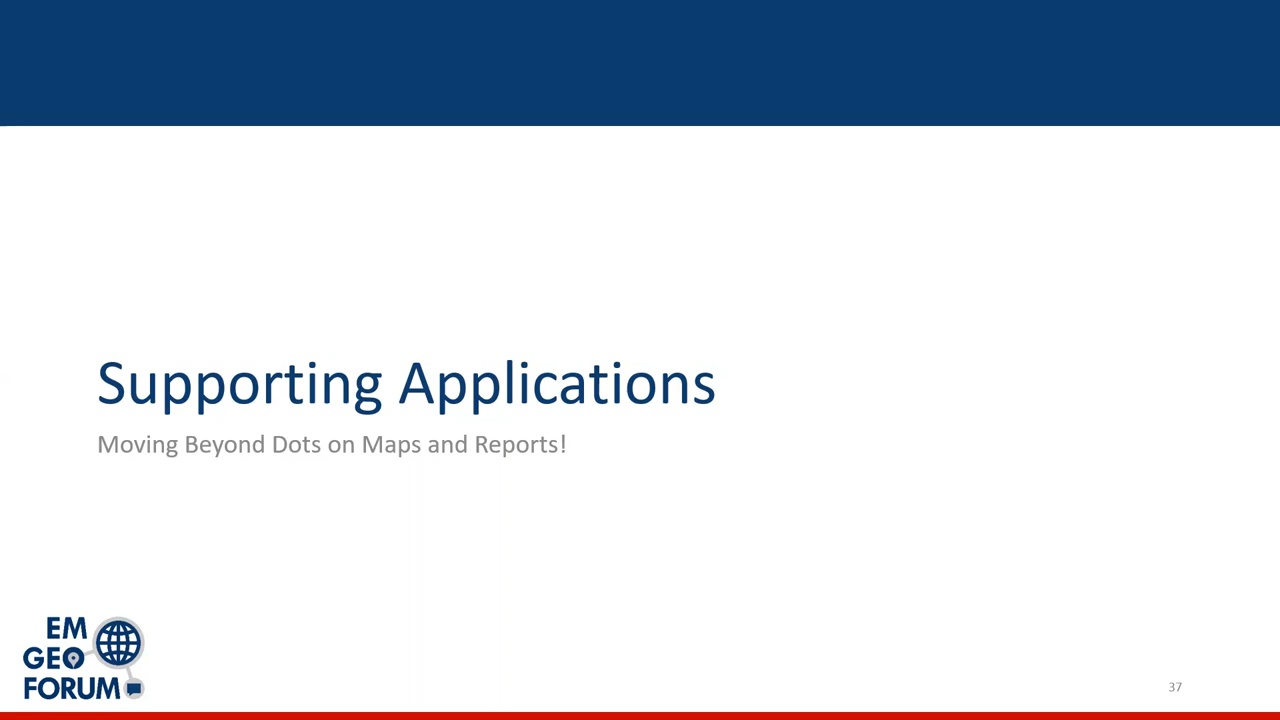 Supporting Applications
Moving Beyond Dots on Maps and Reports!
EM
GEO
FORUM
37